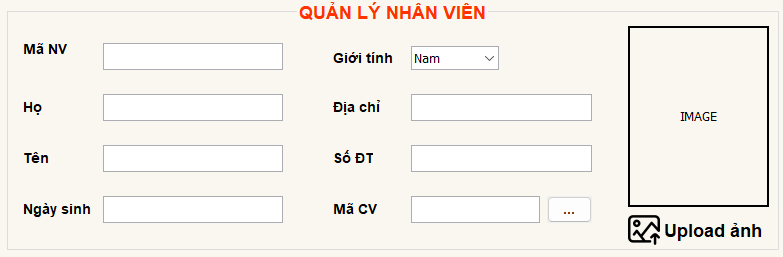 QUẢN LÝ NHÂN VIÊN
Mã NV
Giới tính Nam
Họ
Địa chỉ
IMAGE
Tên
Số ĐT
Ngày sinh
Mã CV ...
Upload ảnh